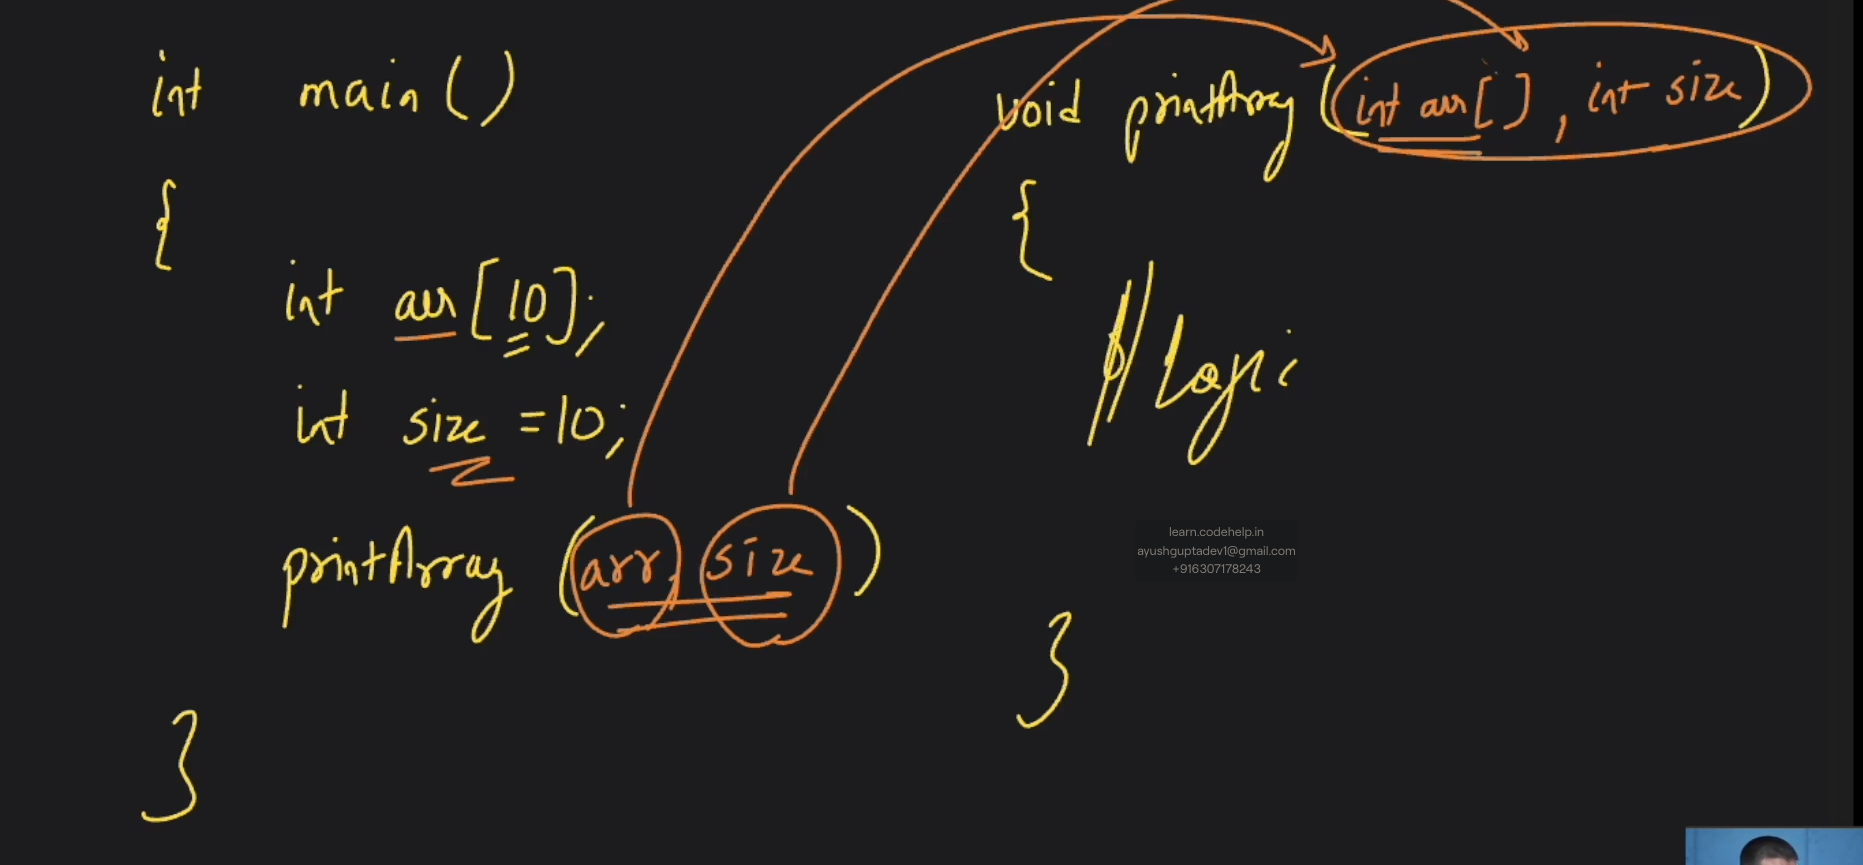 int main()
{
int arr[10];
int size =10;
printArray (arr, size)
}
void printArray (int arr[], int size)
{
// Logic
learn.codehelp.in
ayushguptadev1@gmail.com
+916307178243
}